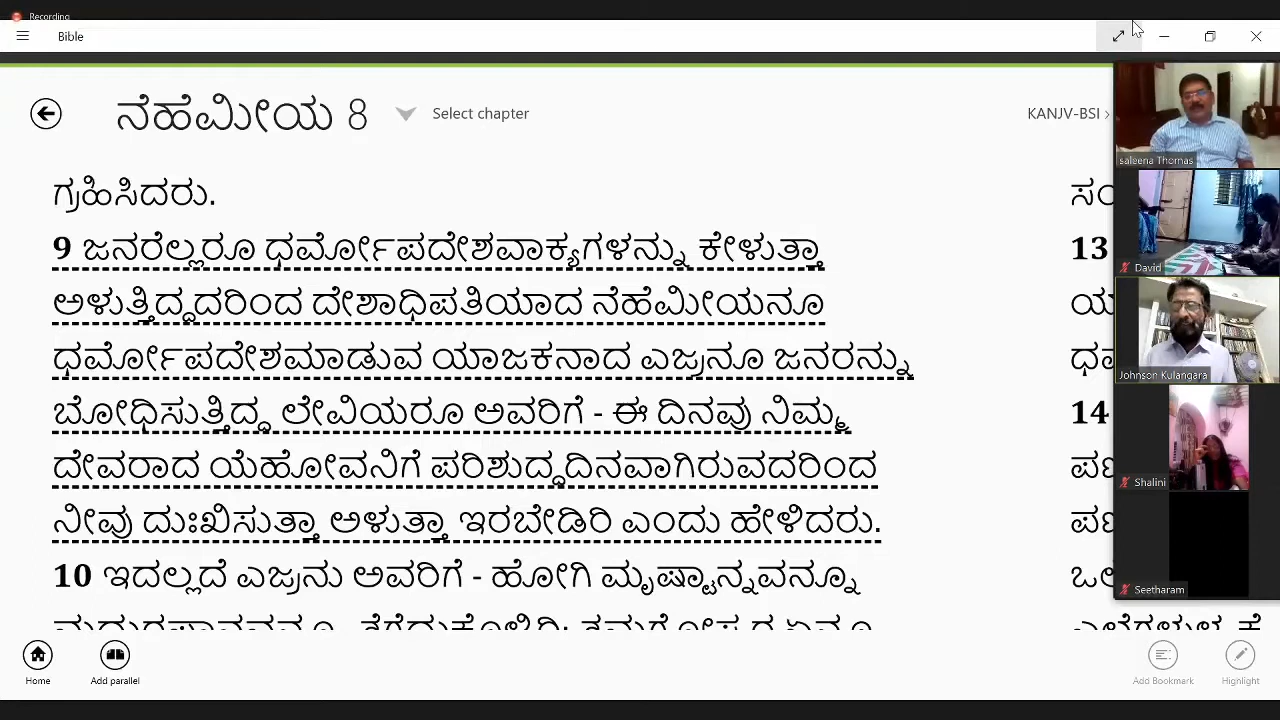 Recording
Bible
ನೆಹೆಮೀಯ 8
Select chapter
KANJV-BSI
ಗ್ರಹಿಸಿದರು.
9 ಜನರೆಲ್ಲರೂ ಧರ್ಮೋಪದೇಶವಾಕ್ಯಗಳನ್ನು ಕೇಳುತ್ತಾ
ಅಳುತ್ತಿದ್ದದರಿಂದ ದೇಶಾಧಿಪತಿಯಾದ ನೆಹೆಮೀಯನೂ
ಧರ್ಮೋಪದೇಶಮಾಡುವ ಯಾಜಕನಾದ ಎಜ್ರನೂ ಜನರನ್ನು
ಬೋಧಿಸುತ್ತಿದ್ದ ಲೇವಿಯರೂ ಅವರಿಗೆ - ಈ ದಿನವು ನಿಮ್ಮ
ದೇವರಾದ ಯೆಹೋವನಿಗೆ ಪರಿಶುದ್ಧದಿನವಾಗಿರುವದರಿಂದ
ನೀವು ದುಃಖಿಸುತ್ತಾ ಅಳುತ್ತಾ ಇರಬೇಡಿರಿ ಎಂದು ಹೇಳಿದರು.
10 ಇದಲ್ಲದೆ ಎಜ್ರನು ಅವರಿಗೆ - ಹೋಗಿ ಮೃಷ್ಟಾನ್ನವನ್ನೂ
13
14
saleena Thomas
David
Johnson Kulangara
Shalini
Seetharam
Home
Add parallel
Add Bookmark
Highlight